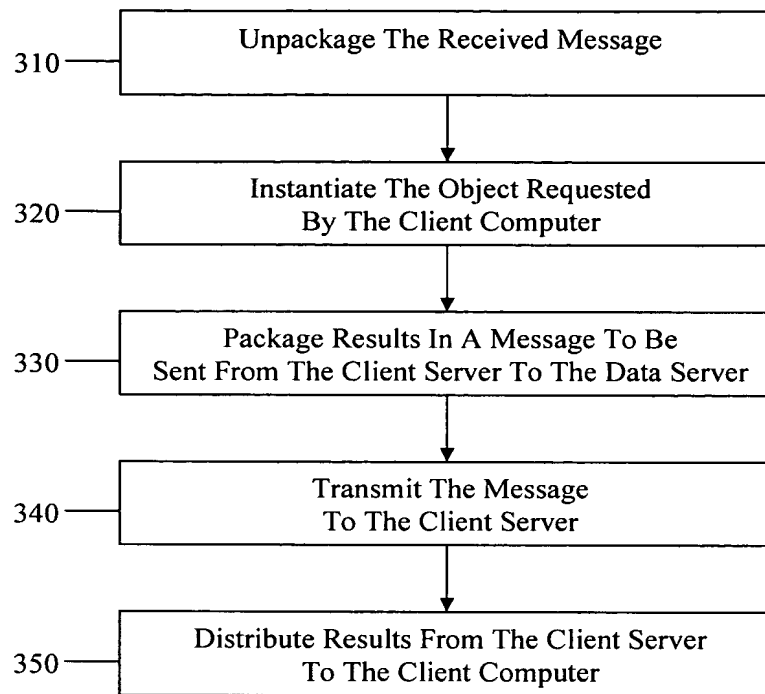 Unpackage The Received Message
310
Instantiate The Object Requested
By The Client Computer
320
Package Results In A Message To Be
Sent From The Client Server To The Data Server
330
Transmit The Message
To The Client Server
340
Distribute Results From The Client Server
To The Client Computer
350